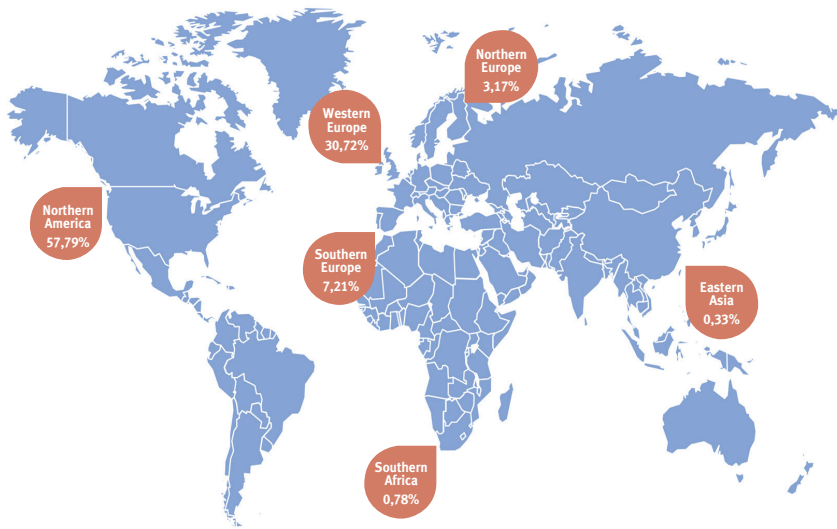 Northern
Europe
3,17%
Western
Europe
30,72%
Northern
America
57,79%
Southern
Europe
7,21%
Eastern
Asia
0,33%
Southern
Africa
0,78%